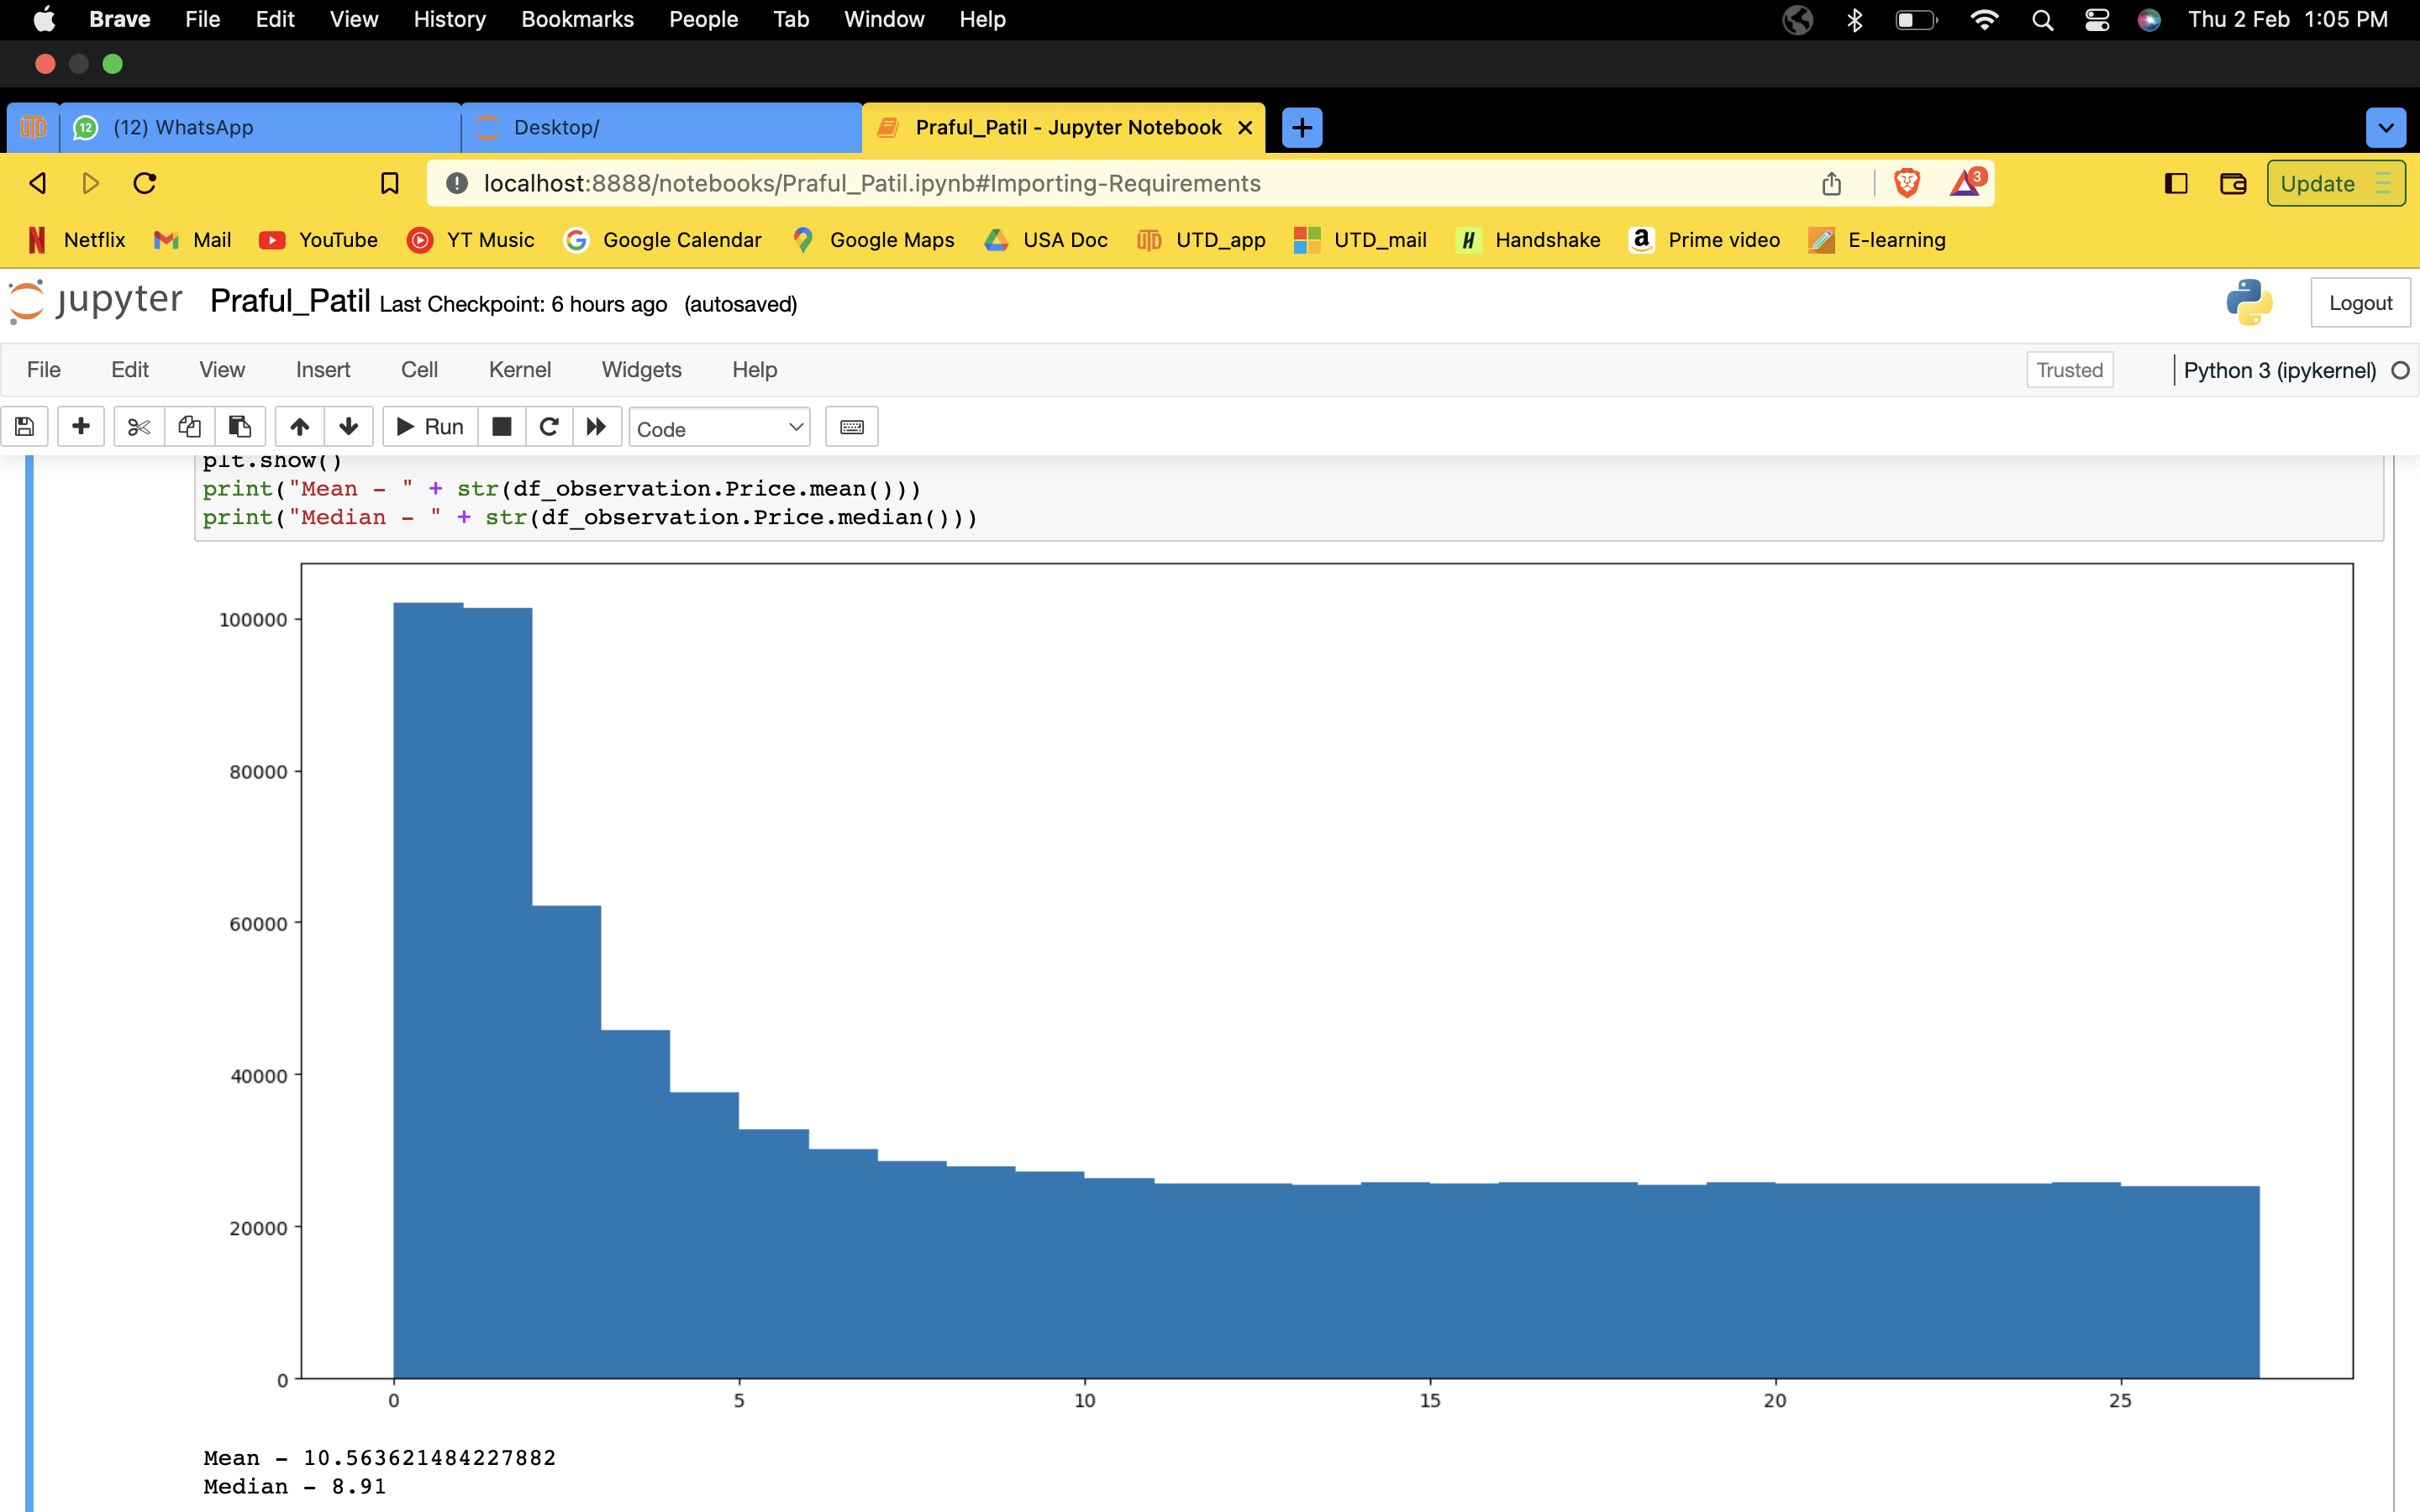 Brave File Edit View History Bookmarks People Tab Window Help Thu 2 Feb 1:05 PM
UTD 12 (12) WhatsApp Desktop/ Praful_Patil - Jupyter Notebook
localhost:8888/notebooks/Praful_Patil.ipynb#Importing-Requirements 3 Update
Netflix Mail YouTube YT Music Google Calendar Google Maps USA Doc UTD_app UTD_mail Handshake Prime video E-learning
jupyter Praful_Patil Last Checkpoint: 6 hours ago (autosaved) Logout
File Edit View Insert Cell Kernel Widgets Help Trusted Python 3 (ipykernel)
Run Code
plt.show()
print("Mean - " + str(df_observation.Price.mean()))
print("Median - " + str(df_observation.Price.median()))
100000
80000
60000
40000
20000
0
0 5 10 15 20 25
Mean - 10.563621484227882
Median - 8.91